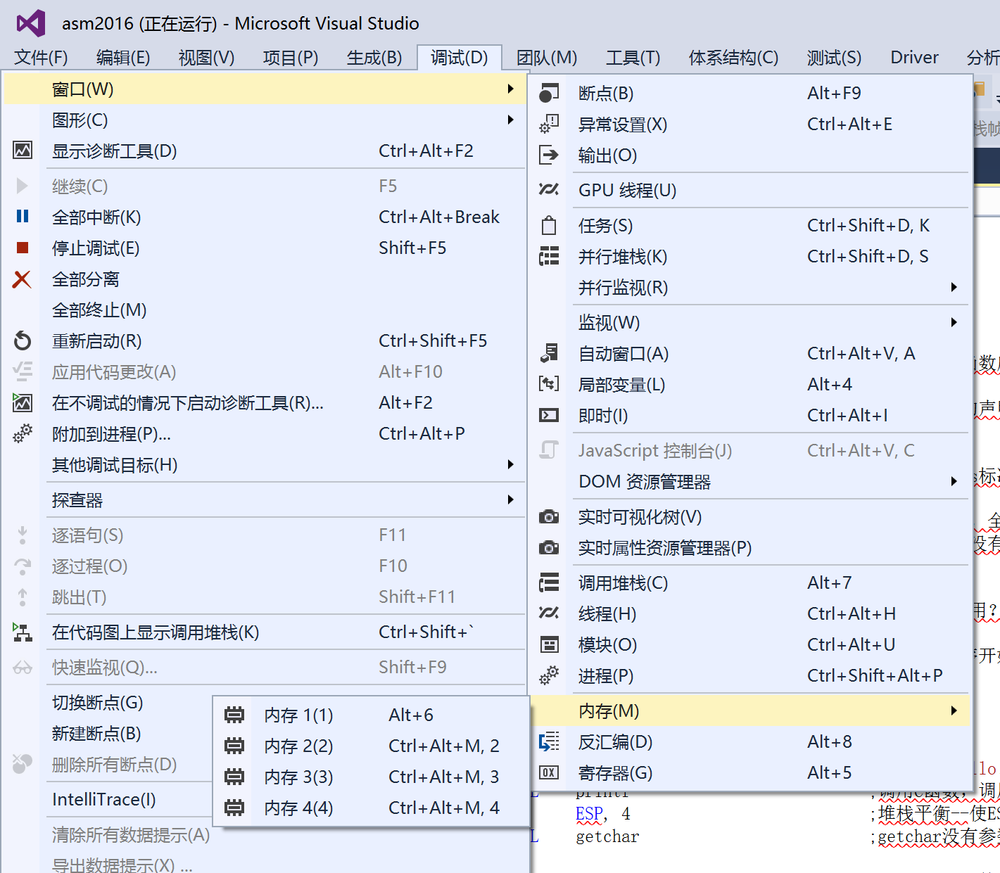 asm2016 (正在运行) - Microsoft Visual Studio
文件(F) 编辑(E) 视图(V) 项目(P) 生成(B) 调试(D) 团队(M) 工具(T) 体系结构(C) 测试(S) Driver 分析
窗口(W)
图形(C)
显示诊断工具(D) Ctrl+Alt+F2
继续(C) F5
全部中断(K) Ctrl+Alt+Break
停止调试(E) Shift+F5
全部分离
全部终止(M)
重新启动(R) Ctrl+Shift+F5
应用代码更改(A) Alt+F10
在不调试的情况下启动诊断工具(R)... Alt+F2
附加到进程(P)... Ctrl+Alt+P
其他调试目标(H)
探查器
逐语句(S) F11
逐过程(O) F10
跳出(T) Shift+F11
在代码图上显示调用堆栈(K) Ctrl+Shift+`
快速监视(Q)... Shift+F9
切换断点(G)
新建断点(B)
删除所有断点(D)
IntelliTrace(I)
清除所有数据提示(A)
导出数据提示(X) ...
断点(B) Alt+F9
异常设置(X) Ctrl+Alt+E
输出(O)
GPU 线程(U)
任务(S) Ctrl+Shift+D, K
并行堆栈(K) Ctrl+Shift+D, S
并行监视(R)
监视(W)
自动窗口(A) Ctrl+Alt+V, A
局部变量(L) Alt+4
即时(I) Ctrl+Alt+I
JavaScript 控制台(J) Ctrl+Alt+V, C
DOM 资源管理器
实时可视化树(V)
实时属性资源管理器(P)
调用堆栈(C) Alt+7
线程(H) Ctrl+Alt+H
模块(O) Ctrl+Alt+U
进程(P) Ctrl+Shift+Alt+P
内存(M)
反汇编(D) Alt+8
寄存器(G) Alt+5
内存 1(1) Alt+6
内存 2(2) Ctrl+Alt+M, 2
内存 3(3) Ctrl+Alt+M, 3
内存 4(4) Ctrl+Alt+M, 4
栈帧
数
声
s标
全
没有
用?
开
llo
printf ;调用C函数, 调
ESP, 4 ;堆栈平衡--使ES
L getchar ;getchar没有参